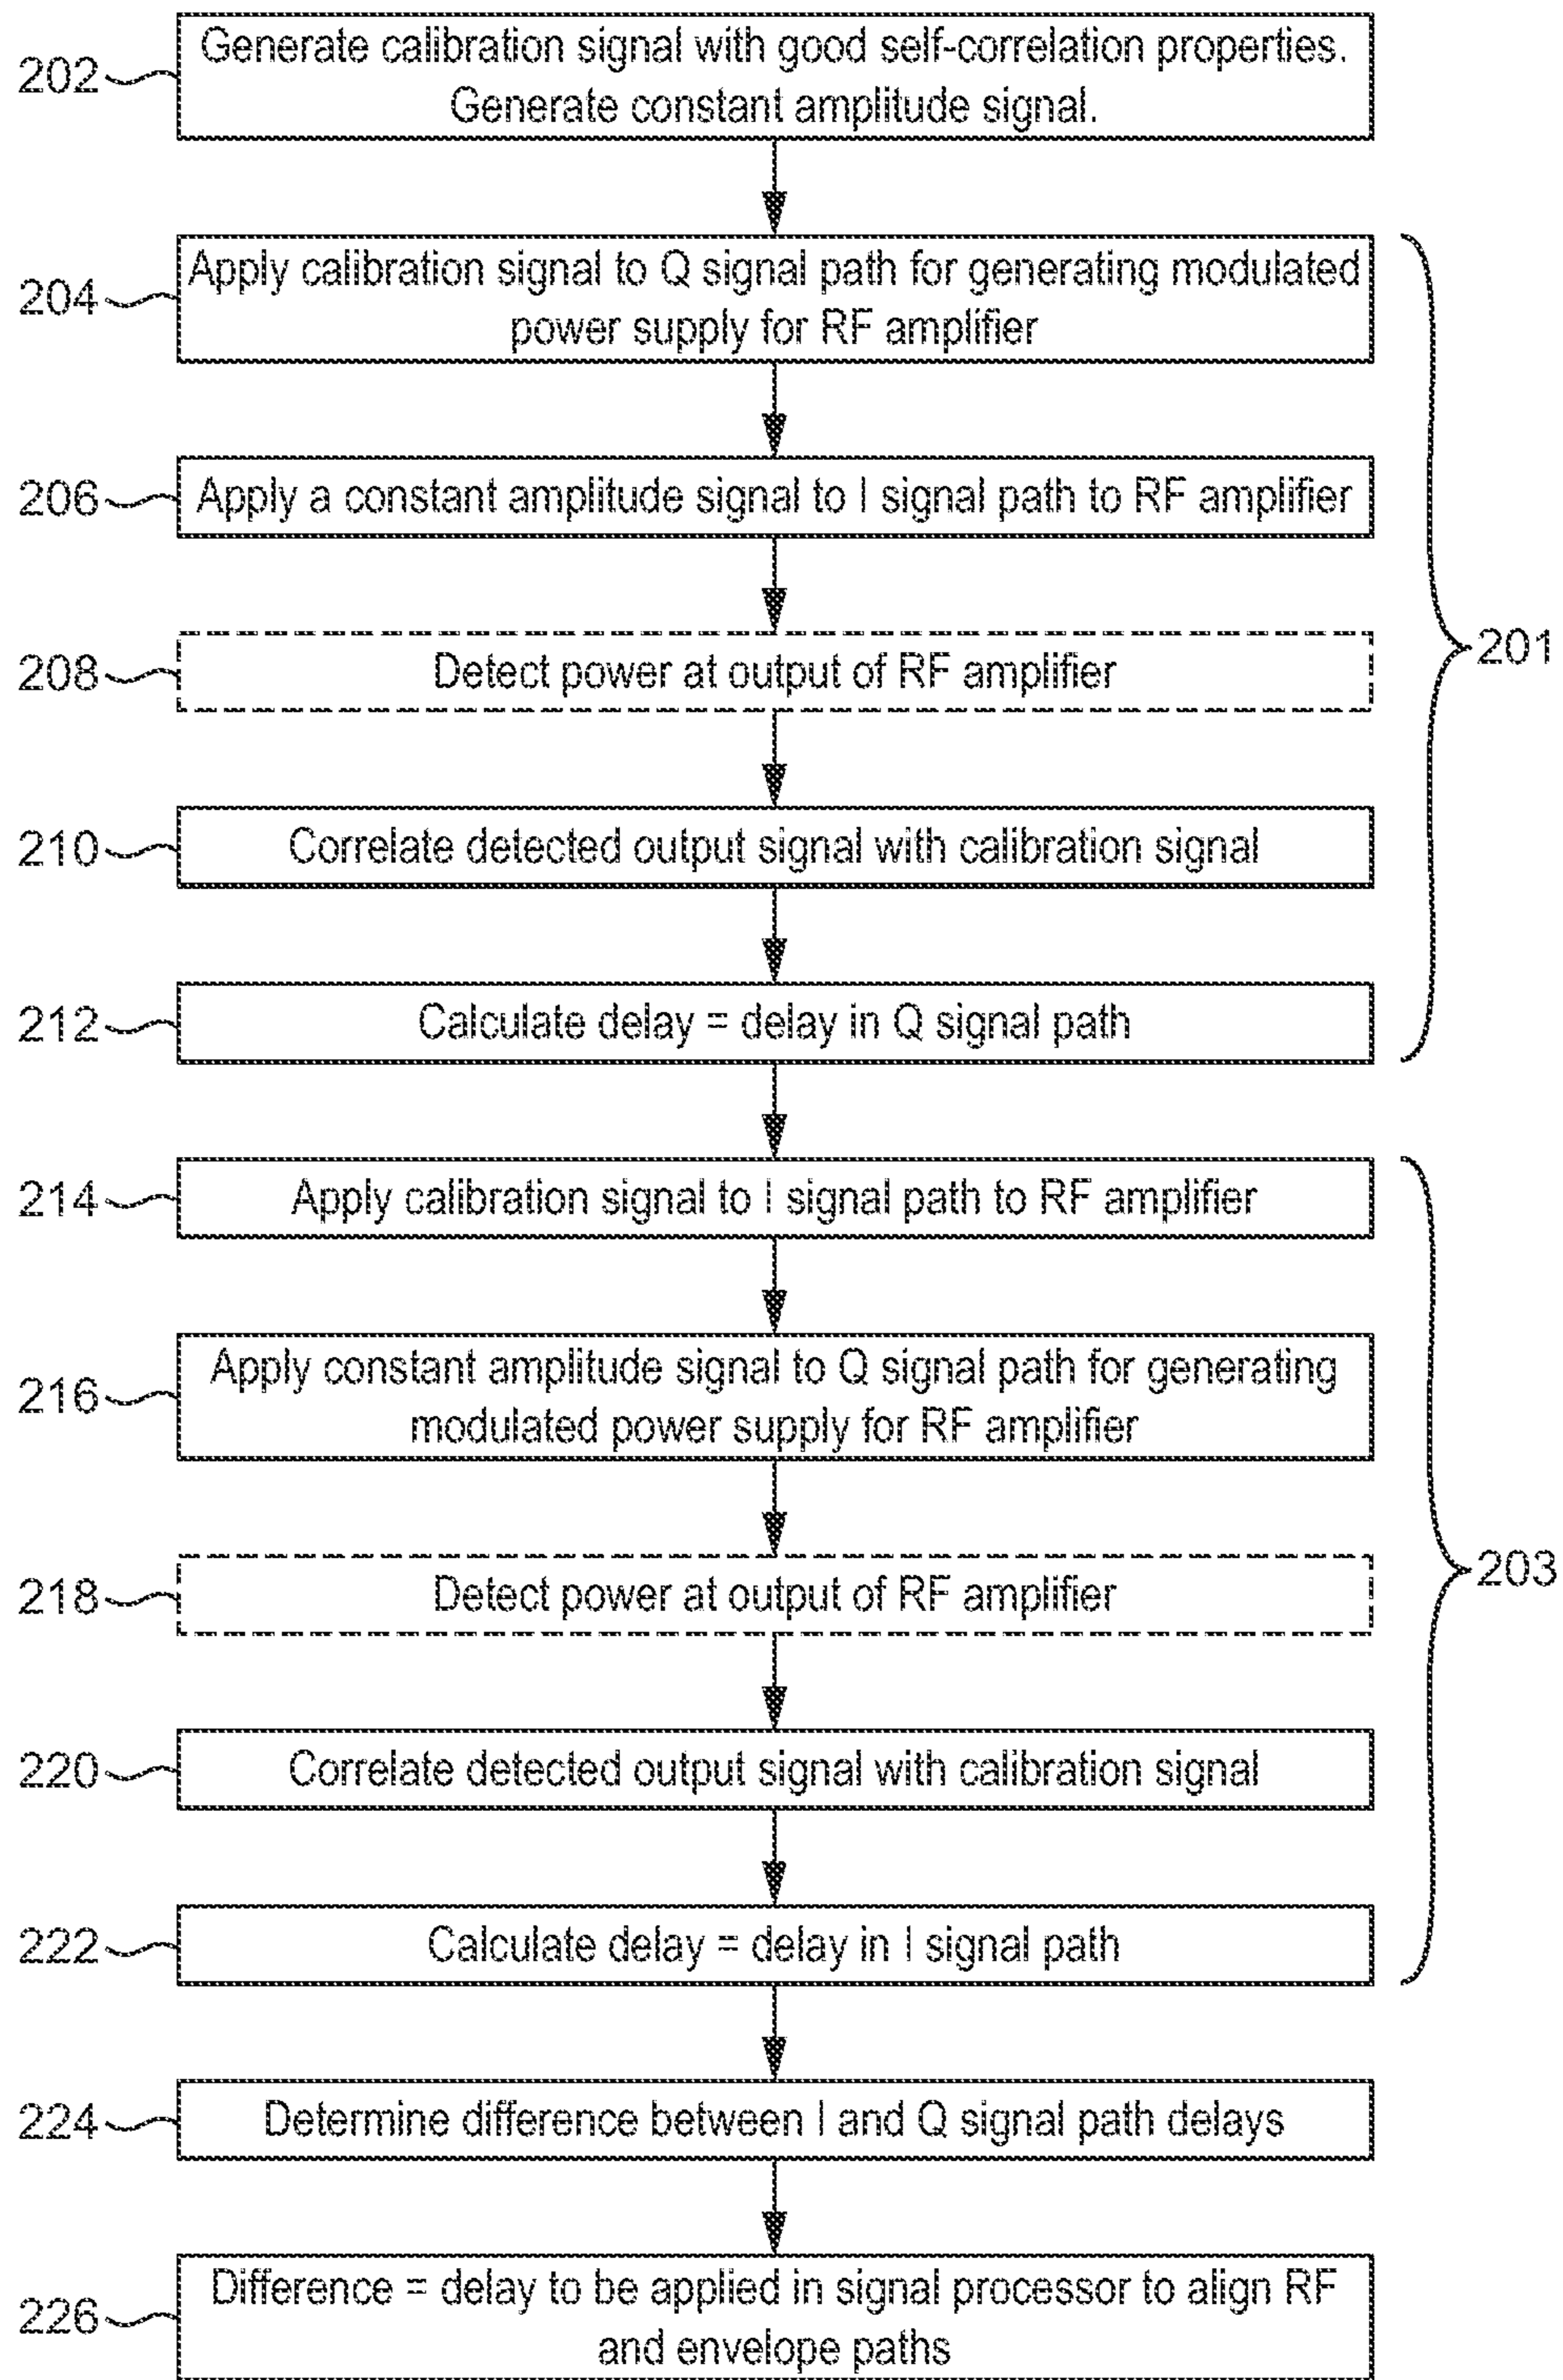 202
Generate calibration signal with good self-correlation properties.
Generate constant amplitude signal.
204
Apply calibration signal to Q signal path for generating modulated
power supply for RF amplifier
206
Apply a constant amplitude signal to I signal path to RF amplifier
208
Detect power at output of RF amplifier
201
210
Correlate detected output signal with calibration signal
212
Calculate delay = delay in Q signal path
214
Apply calibration signal to I signal path to RF amplifier
216
Apply constant amplitude signal to Q signal path for generating
modulated power supply for RF amplifier
218
Detect power at output of RF amplifier
203
220
Correlate detected output signal with calibration signal
222
Calculate delay = delay in I signal path
224
Determine difference between I and Q signal path delays
226
Difference = delay to be applied in signal processor to align RF
and envelope paths